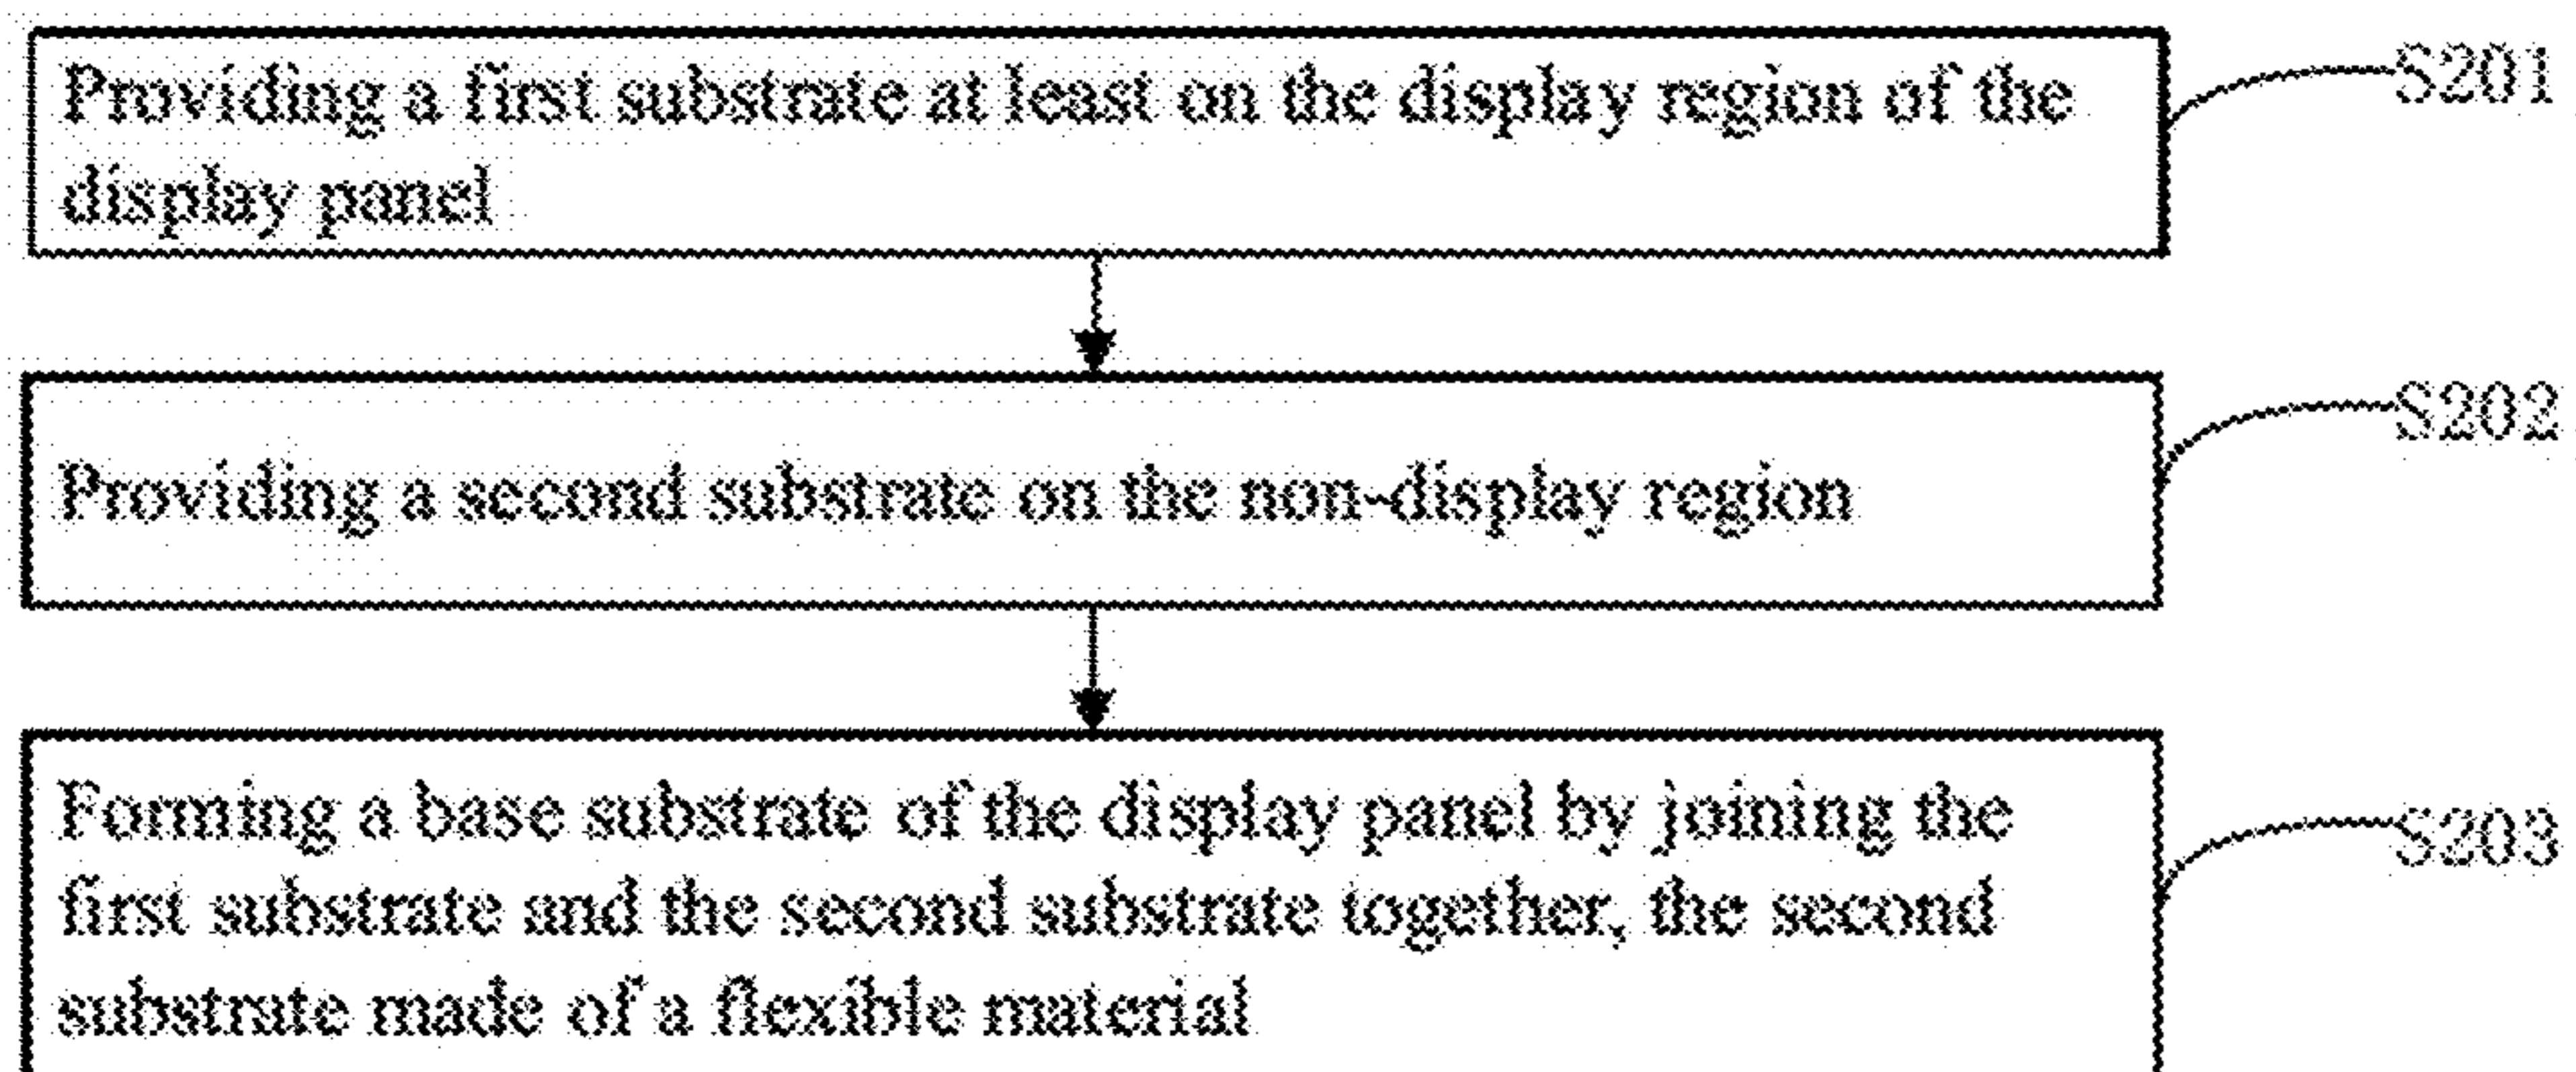 Providing a first substrate at least on the display region of the
display panel
S201
Providing a second substrate on the non-display region
S202
Forming a base substrate of the display panel by joining the
first substrate and the second substrate together, the second
substrate made of a flexible material
S203